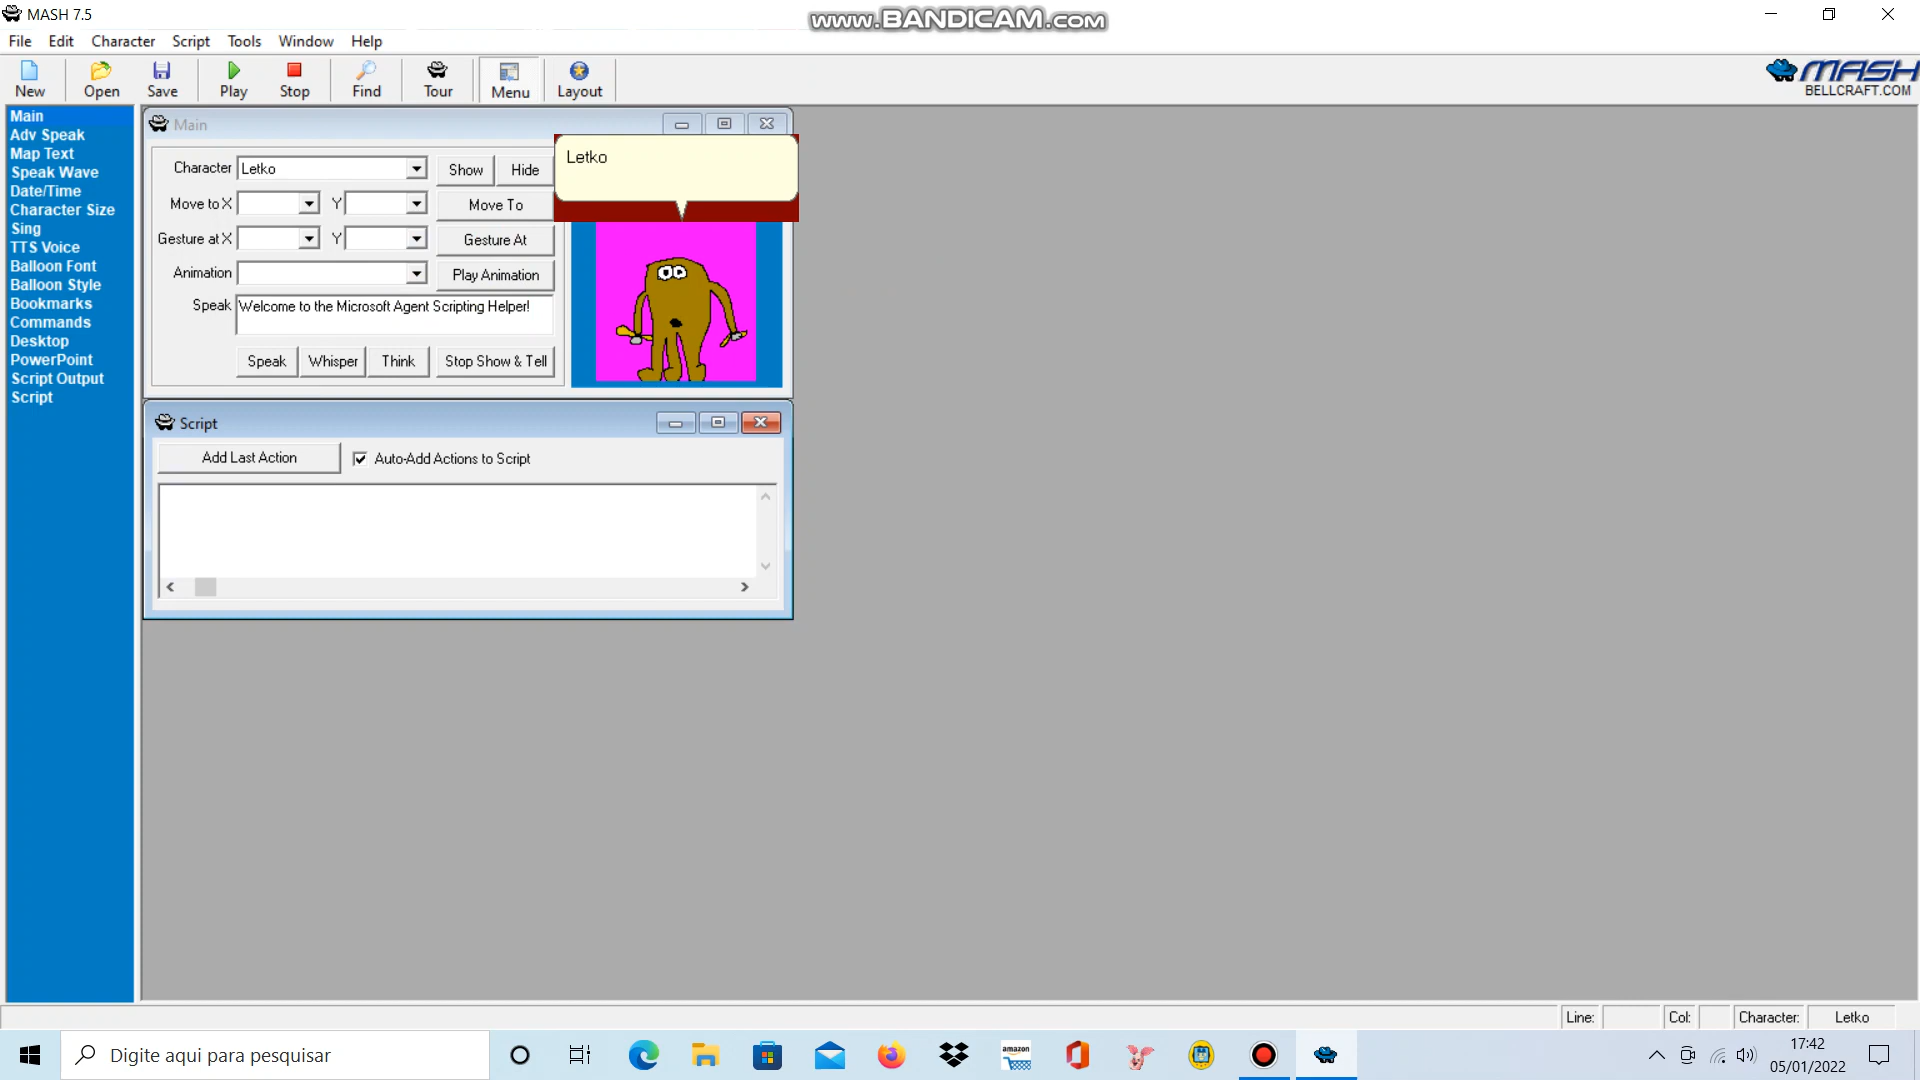 MASH 7.5
www.BANDICAM.COM
File Edit Character Script Tools Window Help
New Open Save Play Stop Find Tour Menu Layout
MASH
BELLCRAFT.COM
Main
Adv Speak
Map Text
Speak Wave
Date/Time
Character Size
Sing
TTS Voice
Balloon Font
Balloon Style
Bookmarks
Commands
Desktop
PowerPoint
Script Output
Script
Main
Character Letko Show Hide
Move to X Y Move To
Gesture at X Y Gesture At
Animation Play Animation
Speak Welcome to the Microsoft Agent Scripting Helper!
Speak Whisper Think Stop Show & Tell
Letko
Script
Add Last Action Auto-Add Actions to Script
Line: Col: Character: Letko
Digite aqui para pesquisar
amazon
17:42
05/01/2022